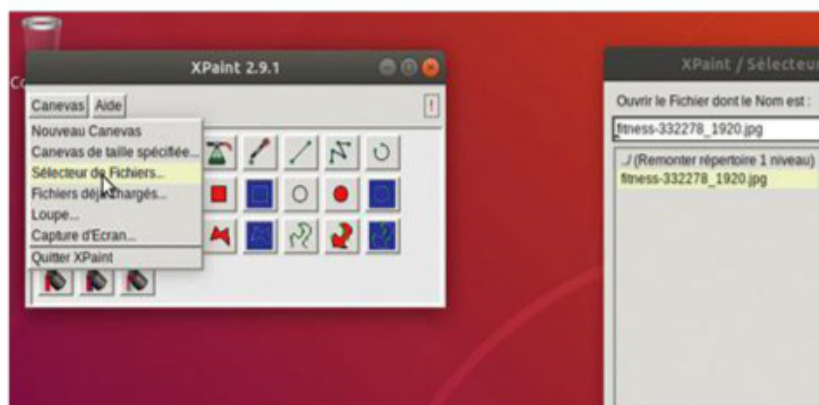 XPaint 2.9.1
Canevas Aide
!
Nouveau Canevas
Canevas de taille spécifiée...
Sélecteur de Fichiers...
Fichiers déjà chargés.
Loupe...
Capture d'Ecran...
Quitter XPaint
XPaint / Sélecteur
Ouvrir le Fichier dont le Nom est :
fitness-332278_1920.jpg
../ (Remonter répertoire 1 niveau)
fitness-332278_1920.jpg